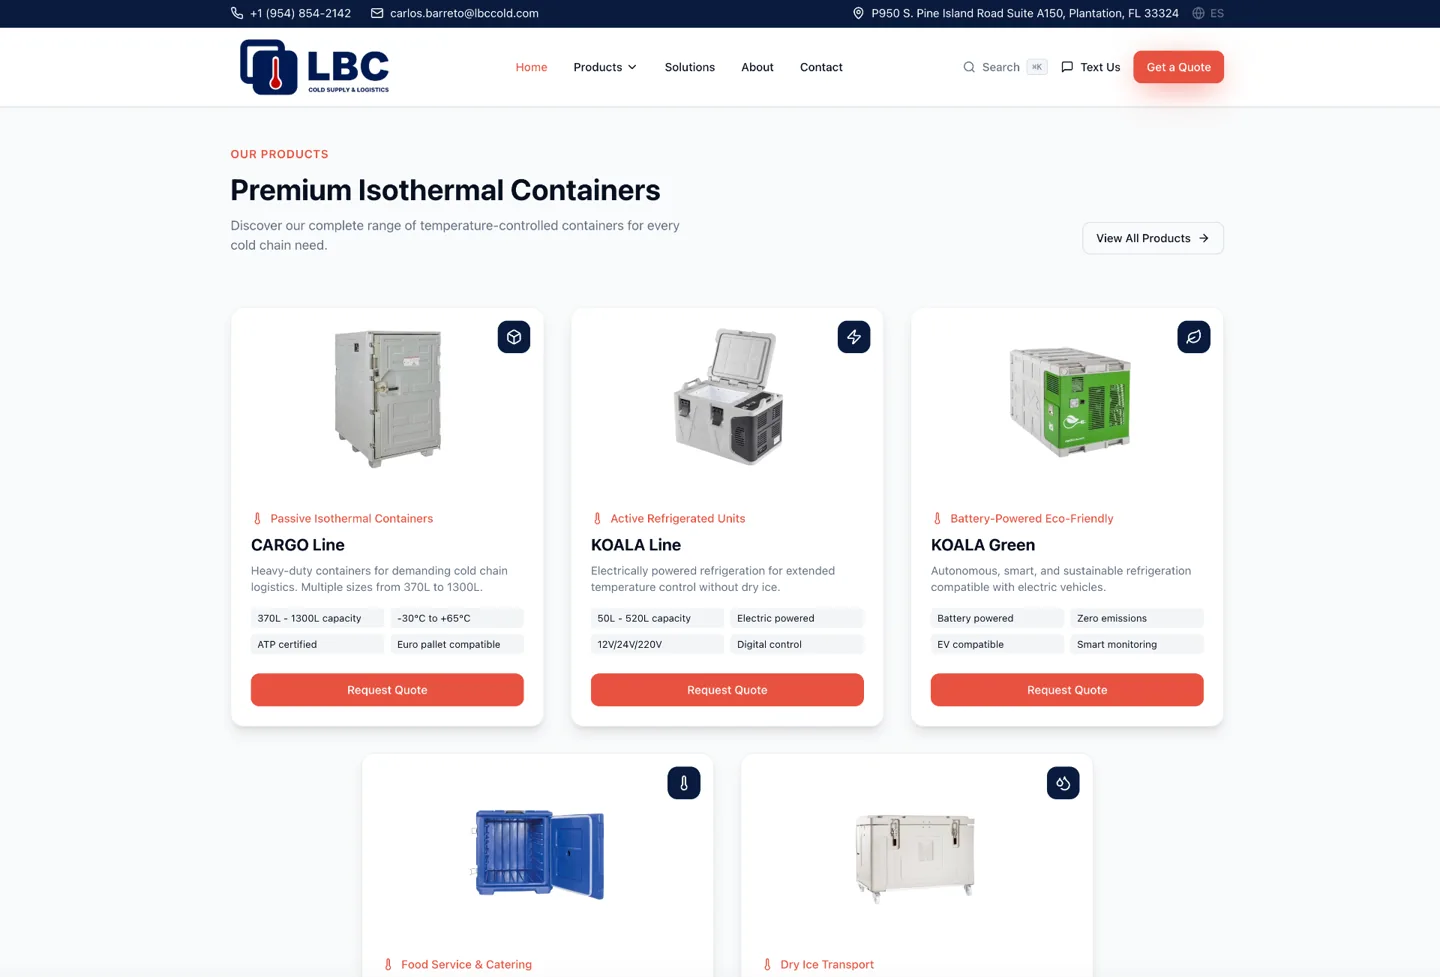 +1 (954) 854-2142 carlos.barreto@lbccold.com P950 S. Pine Island Road Suite A150, Plantation, FL 33324 ES
LBC
COLD SUPPLY & LOGISTICS
Home Products Solutions About Contact Search ⌘K Text Us Get a Quote
OUR PRODUCTS
Premium Isothermal Containers
Discover our complete range of temperature-controlled containers for every
cold chain need.
View All Products →
Passive Isothermal Containers
CARGO Line
Heavy-duty containers for demanding cold chain
logistics. Multiple sizes from 370L to 1300L.
370L - 1300L capacity -30°C to +65°C
ATP certified Euro pallet compatible
Request Quote
Active Refrigerated Units
KOALA Line
Electrically powered refrigeration for extended
temperature control without dry ice.
50L - 520L capacity Electric powered
12V/24V/220V Digital control
Request Quote
Battery-Powered Eco-Friendly
KOALA Green
Autonomous, smart, and sustainable refrigeration
compatible with electric vehicles.
Battery powered Zero emissions
EV compatible Smart monitoring
Request Quote
Food Service & Catering
Dry Ice Transport